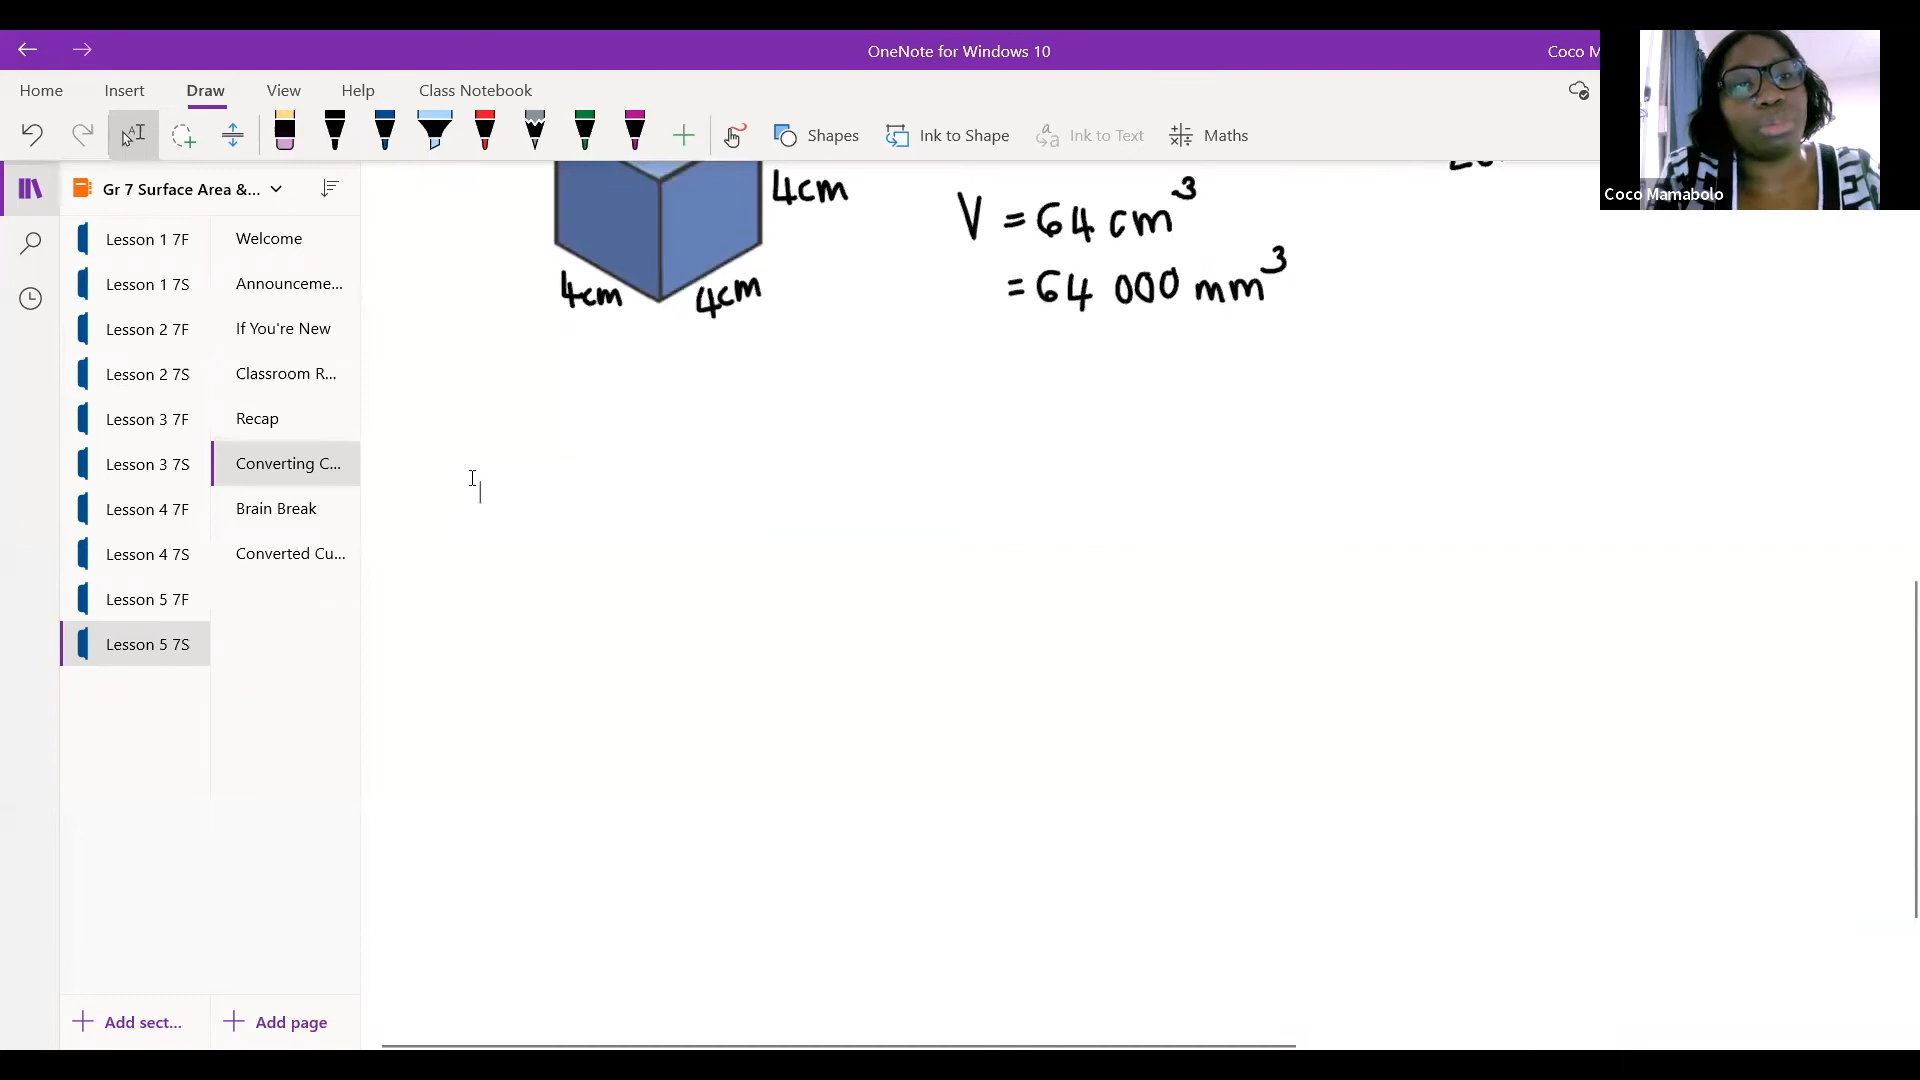 OneNote for Windows 10
Coco M
Home Insert Draw View Help Class Notebook
Shapes Ink to Shape Ink to Text Maths
Coco Mamabolo
Gr 7 Surface Area &...
Lesson 1 7F
Lesson 1 7S
Lesson 2 7F
Lesson 2 7S
Lesson 3 7F
Lesson 3 7S
Lesson 4 7F
Lesson 4 7S
Lesson 5 7F
Lesson 5 7S
Add sect...
Welcome
Announceme...
If You're New
Classroom R...
Recap
Converting C...
Brain Break
Converted Cu...
Add page
4cm
4cm
4cm
V = 64 cm³
= 64 000 mm³